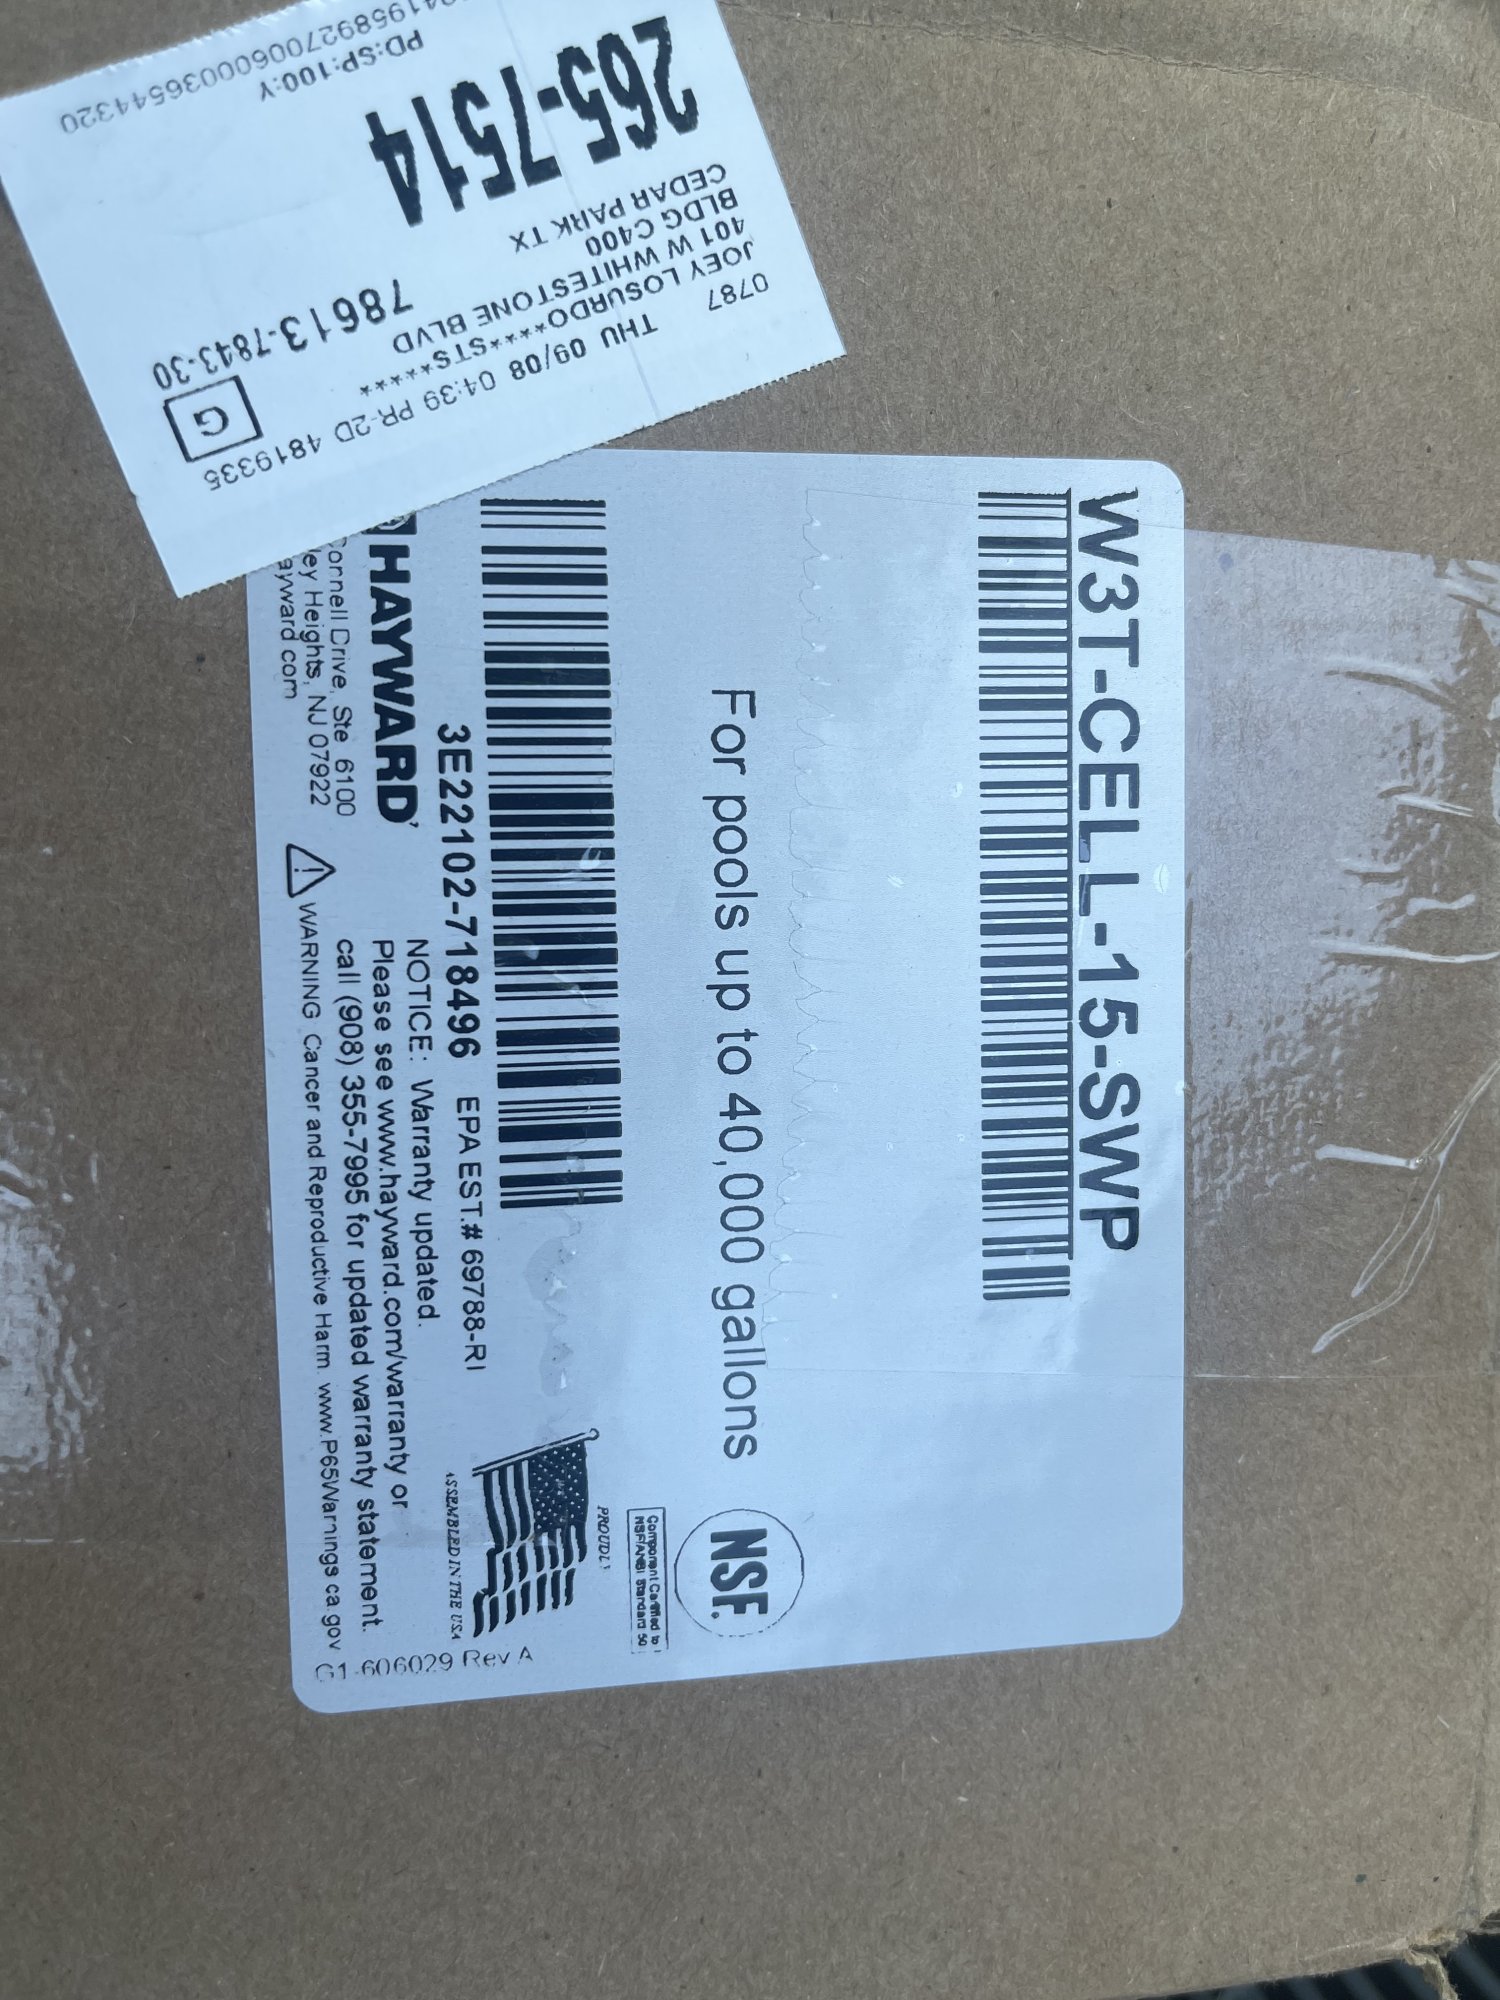 W3T-CELL-15-SWP
For pools up to 40,000 gallons
NSF.
Component Certified to
NSF/ANSI Standard 50
3E22102-718496 EPA EST.# 69788-RI
PROUDLY
ASSEMBLED IN THE USA
HAYWARD
onnell Drive, Ste 6100
ley Heights, NJ 07922
ayward.com
NOTICE: Warranty updated.
Please see www.hayward.com/warranty or
call (908) 355-7995 for updated warranty statement.
WARNING Cancer and Reproductive Harm. www.P65Warnings.ca.gov
G1-606029 Rev A
4819335
THU 09/08 04:39 PR-2D
0787
G
JOEY LOSURDO*****STS******
401 W WHITESTONE BLVD
BLDG C400
CEDAR PARK TX
78613-7843-30
265-7514
PD:SP:100:Y